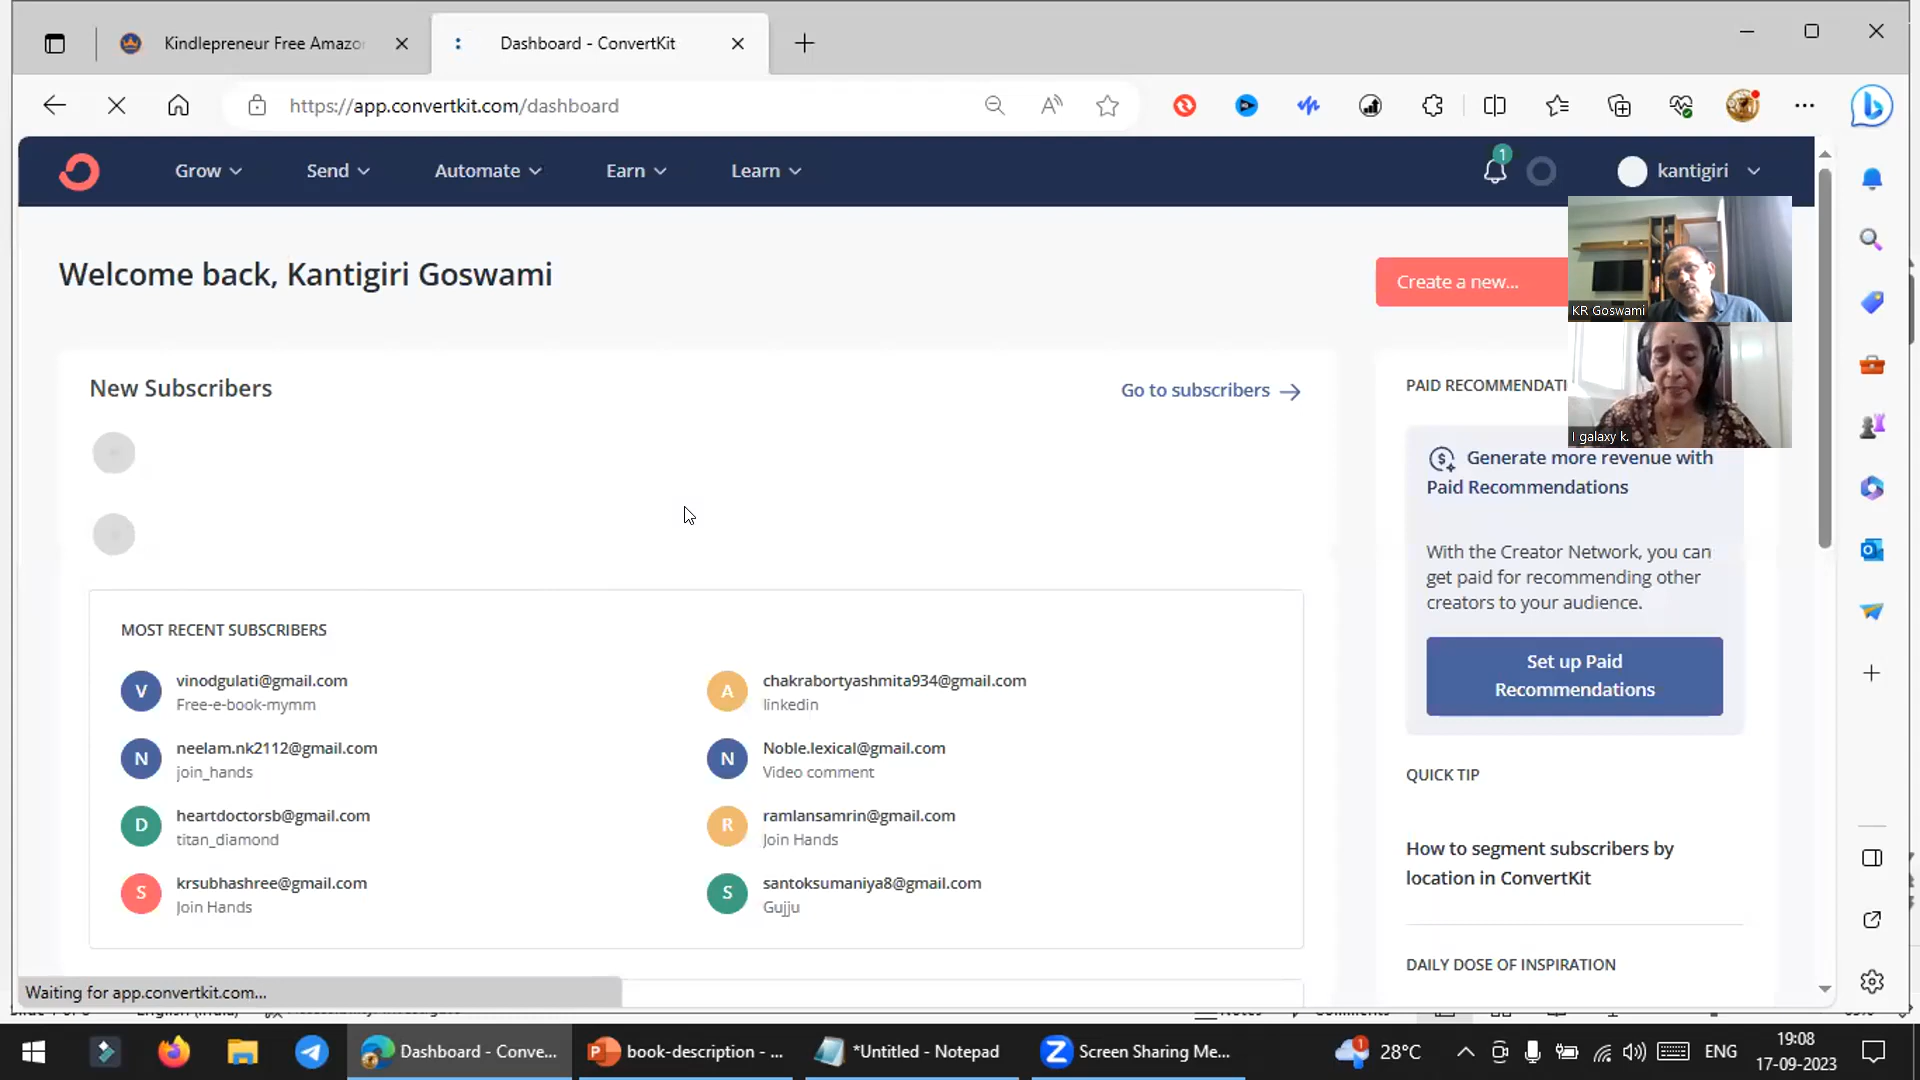 Kindlepreneur Free Amazo
Dashboard - ConvertKit
https://app.convertkit.com/dashboard
Grow
Send
Automate
Earn
Learn
1
kantigiri
Welcome back, Kantigiri Goswami
Create a new...
KR Goswami
I galaxy k.
New Subscribers
Go to subscribers
MOST RECENT SUBSCRIBERS
V
vinodgulati@gmail.com
Free-e-book-mymm
A
chakrabortyashmita934@gmail.com
linkedin
N
neelam.nk2112@gmail.com
join_hands
N
Noble.lexical@gmail.com
Video comment
D
heartdoctorsb@gmail.com
titan_diamond
R
ramlansamrin@gmail.com
Join Hands
S
krsubhashree@gmail.com
Join Hands
S
santoksumaniya8@gmail.com
Gujju
PAID RECOMMENDATI
Generate more revenue with
Paid Recommendations
With the Creator Network, you can
get paid for recommending other
creators to your audience.
Set up Paid
Recommendations
QUICK TIP
How to segment subscribers by
location in ConvertKit
DAILY DOSE OF INSPIRATION
Waiting for app.convertkit.com...
Dashboard - Conve...
book-description - ...
*Untitled - Notepad
Screen Sharing Me...
1
28°C
ENG
19:08
17-09-2023